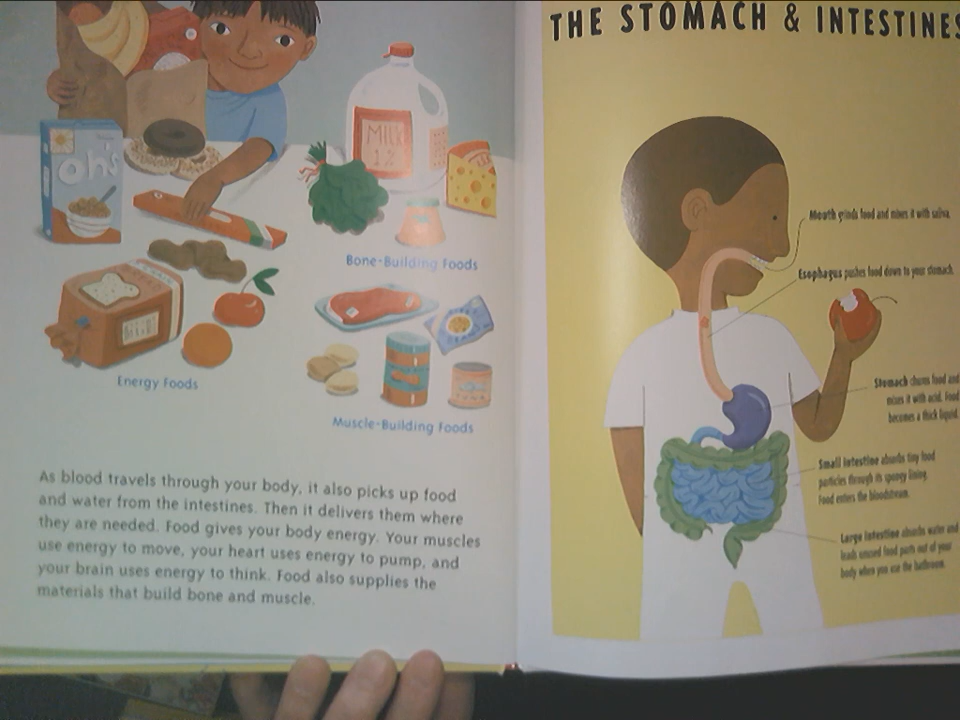 Oh's
MILK
1%
Bone-Building Foods
Energy Foods
TUNA
Muscle-Building Foods
As blood travels through your body, it also picks up food
and water from the intestines. Then it delivers them where
they are needed. Food gives your body energy. Your muscles
use energy to move, your heart uses energy to pump, and
your brain uses energy to think. Food also supplies the
materials that build bone and muscle.
THE STOMACH & INTESTINES
Mouth grinds food and mixes it with saliva.
Esophagus pushes food down to your stomach.
Stomach churns food and
mixes it with acid. Food
becomes a thick liquid.
Small Intestine absorbs tiny food
particles through its spongy lining.
Food enters the bloodstream.
Large Intestine absorbs water and
leads unused food parts out of your
body when you use the bathroom.